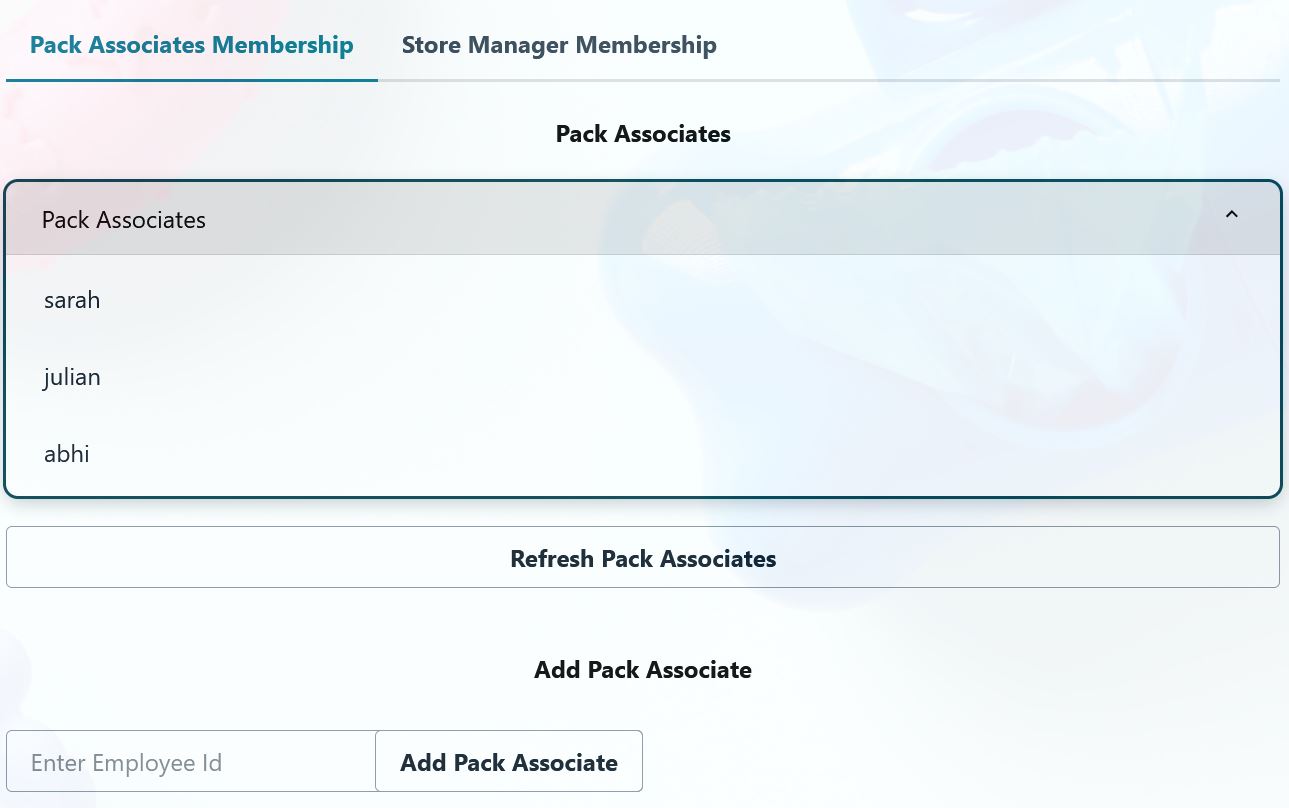 Pack Associates Membership Store Manager Membership
Pack Associates
Pack Associates
sarah
julian
abhi
Refresh Pack Associates
Add Pack Associate
Enter Employee Id Add Pack Associate